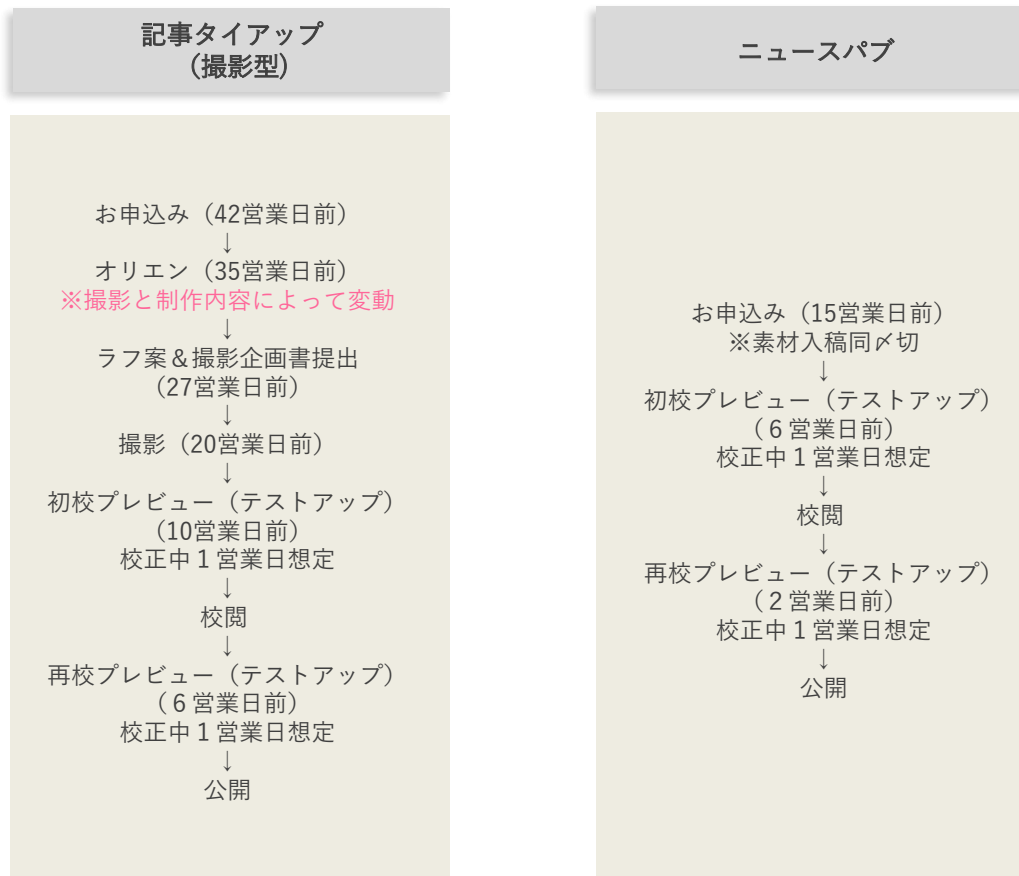 記事タイアップ
(撮影型)
お申込み（42営業日前）
↓
オリエン（35営業日前）
※撮影と制作内容によって変動
↓
ラフ案＆撮影企画書提出
（27営業日前）
↓
撮影（20営業日前）
↓
初校プレビュー（テストアップ）
（10営業日前）
校正中１営業日想定
↓
校閲
↓
再校プレビュー（テストアップ）
（６営業日前）
校正中１営業日想定
↓
公開
ニュースパブ
お申込み（15営業日前）
※素材入稿同〆切
↓
初校プレビュー（テストアップ）
（６営業日前）
校正中１営業日想定
↓
校閲
↓
再校プレビュー（テストアップ）
（２営業日前）
校正中１営業日想定
↓
公開